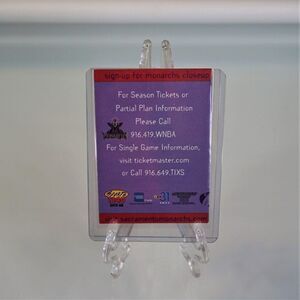 sign-up for monarchs closeup
For Season Tickets or
Partial Plan Information
Please Call
916.419.WNBA
For Single Game Information,
visit ticketmaster.com
or Call 916.649.TIXS
sacramentomonarchs.com